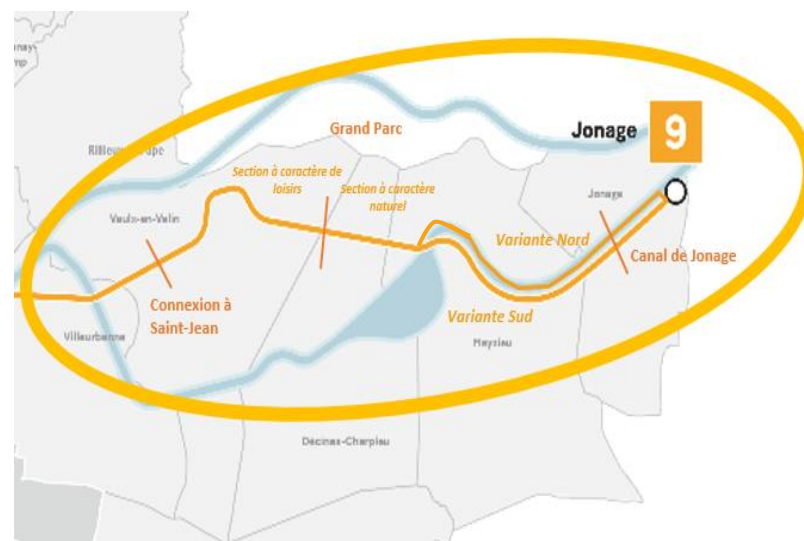 Grand Parc
Jonage
9
Section à caractère de
loisirs
Section à caractère
naturel
Jonage
Vaulx-en-Velin
Variante Nord
Canal de Jonage
Connexion à
Saint-Jean
Variante Sud
Villeurbanne
Meyzieu
Décines-Charpieu